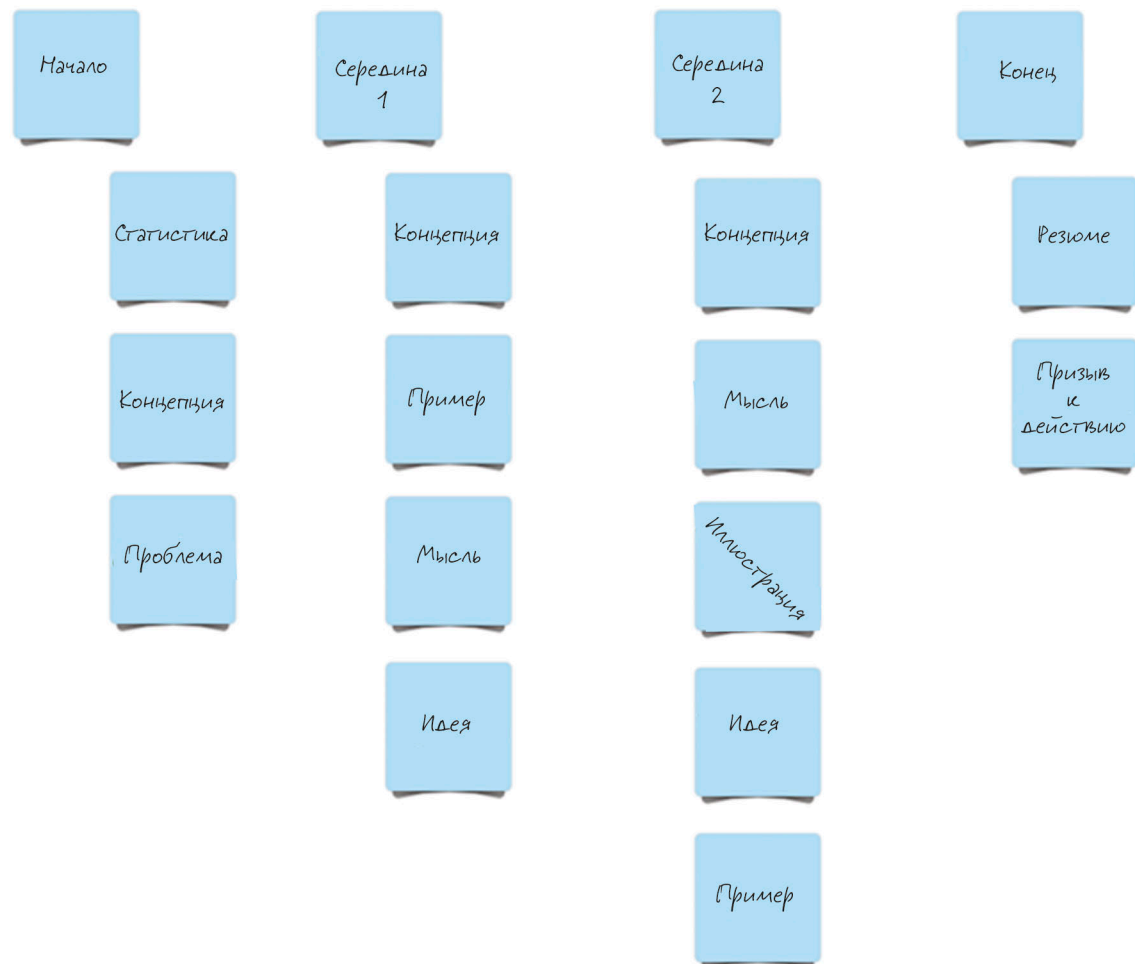 Начало
Середина
1
Середина
2
Конец
Статистика
Концепция
Концепция
Резюме
Концепция
Пример
Мысль
Призыв
к
действию
Проблема
Мысль
Иллюстрация
Идея
Идея
Пример